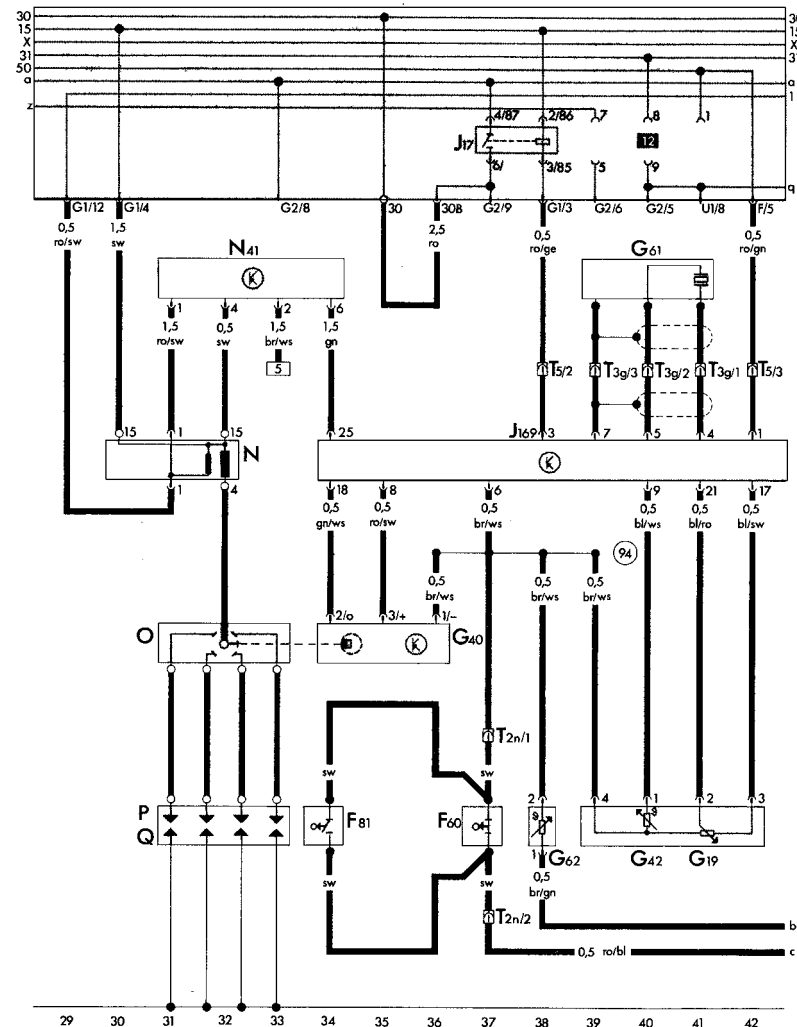 30 30
15 15
X X
31 3
50
a a
1
z
4/87 2/86 7 8 1
J17 12
6/ 3/85 5 9
q
G1/12 G1/4 G2/8 30 30B G2/9 G1/3 G2/6 G2/5 U1/8 F/5
0,5 1,5 2,5 0,5 0,5
ro/sw sw ro ro/ge ro/gn
N41 G61
K
1 4 2 6
1,5 0,5 1,5 1,5
ro/sw sw br/ws gn
5
T5/2 T3g/3 T3g/2 T3g/1 T5/3
15 1 15 25 J169 3 7 5 4 1
N K
1 4 18 8 6 9 21 17
0,5 0,5 0,5 0,5 0,5 0,5
gn/ws ro/sw br/ws bl/ws bl/ro bl/sw
94
0,5 0,5 0,5
br/ws br/ws br/ws
2/o 3/+ 1/–
O K G40
T2n/1
sw sw
2 4 1 2 3
P F81 F60
Q
1 G62 G42 G19
sw sw 0,5
br/gn
T2n/2
b
0,5 ro/bl c
29 30 31 32 33 34 35 36 37 38 39 40 41 42